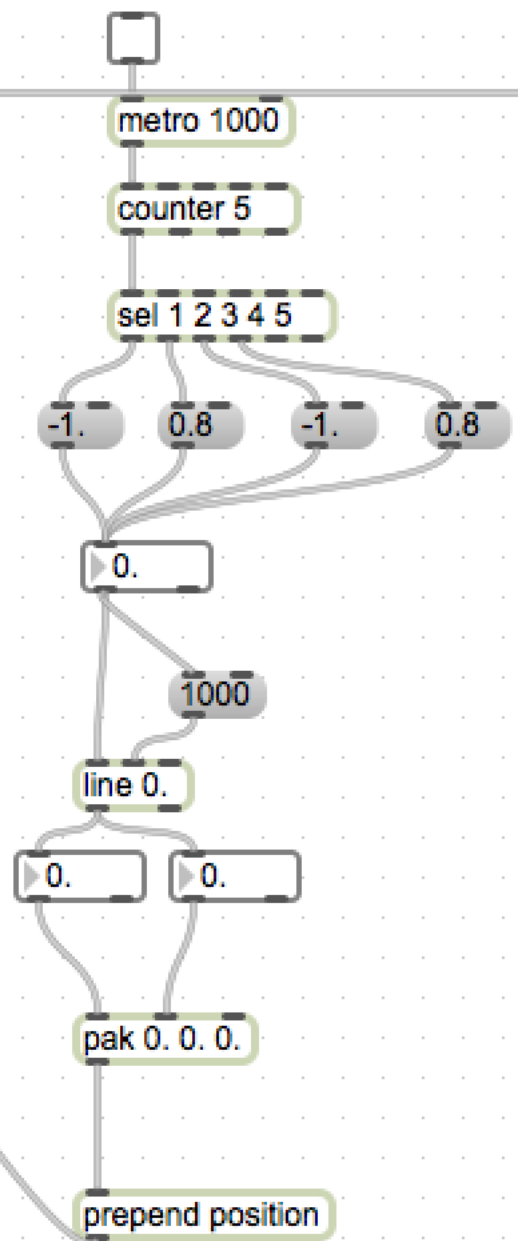 metro 1000
counter 5
sel 1 2 3 4 5
-1. 0.8 -1. 0.8
0.
1000
line 0.
0. 0.
pak 0. 0. 0.
prepend position